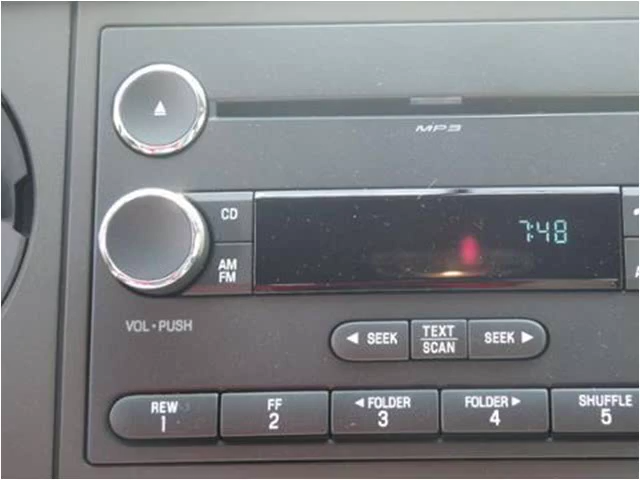 MP3
CD
7:48
AM
FM
VOL • PUSH
◄ SEEK
TEXT
SCAN
SEEK ►
REW
1
FF
2
◄ FOLDER
3
FOLDER ►
4
SHUFFLE
5